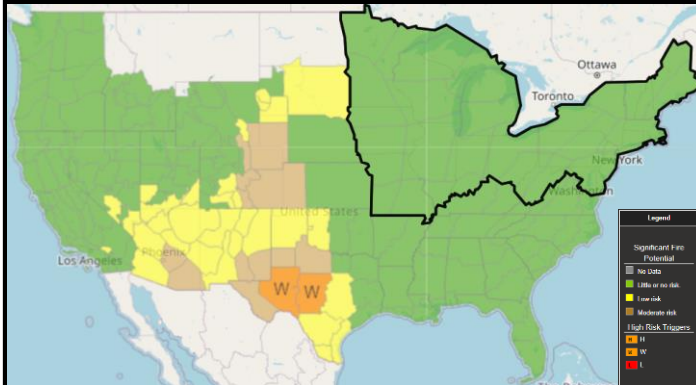 Ottawa
Toronto
New York
Washington
United States
Los Angeles
Phoenix
W W
Legend
Significant Fire
Potential
No Data
Little or no risk.
Low risk
Moderate risk
High Risk Triggers
H
W
L